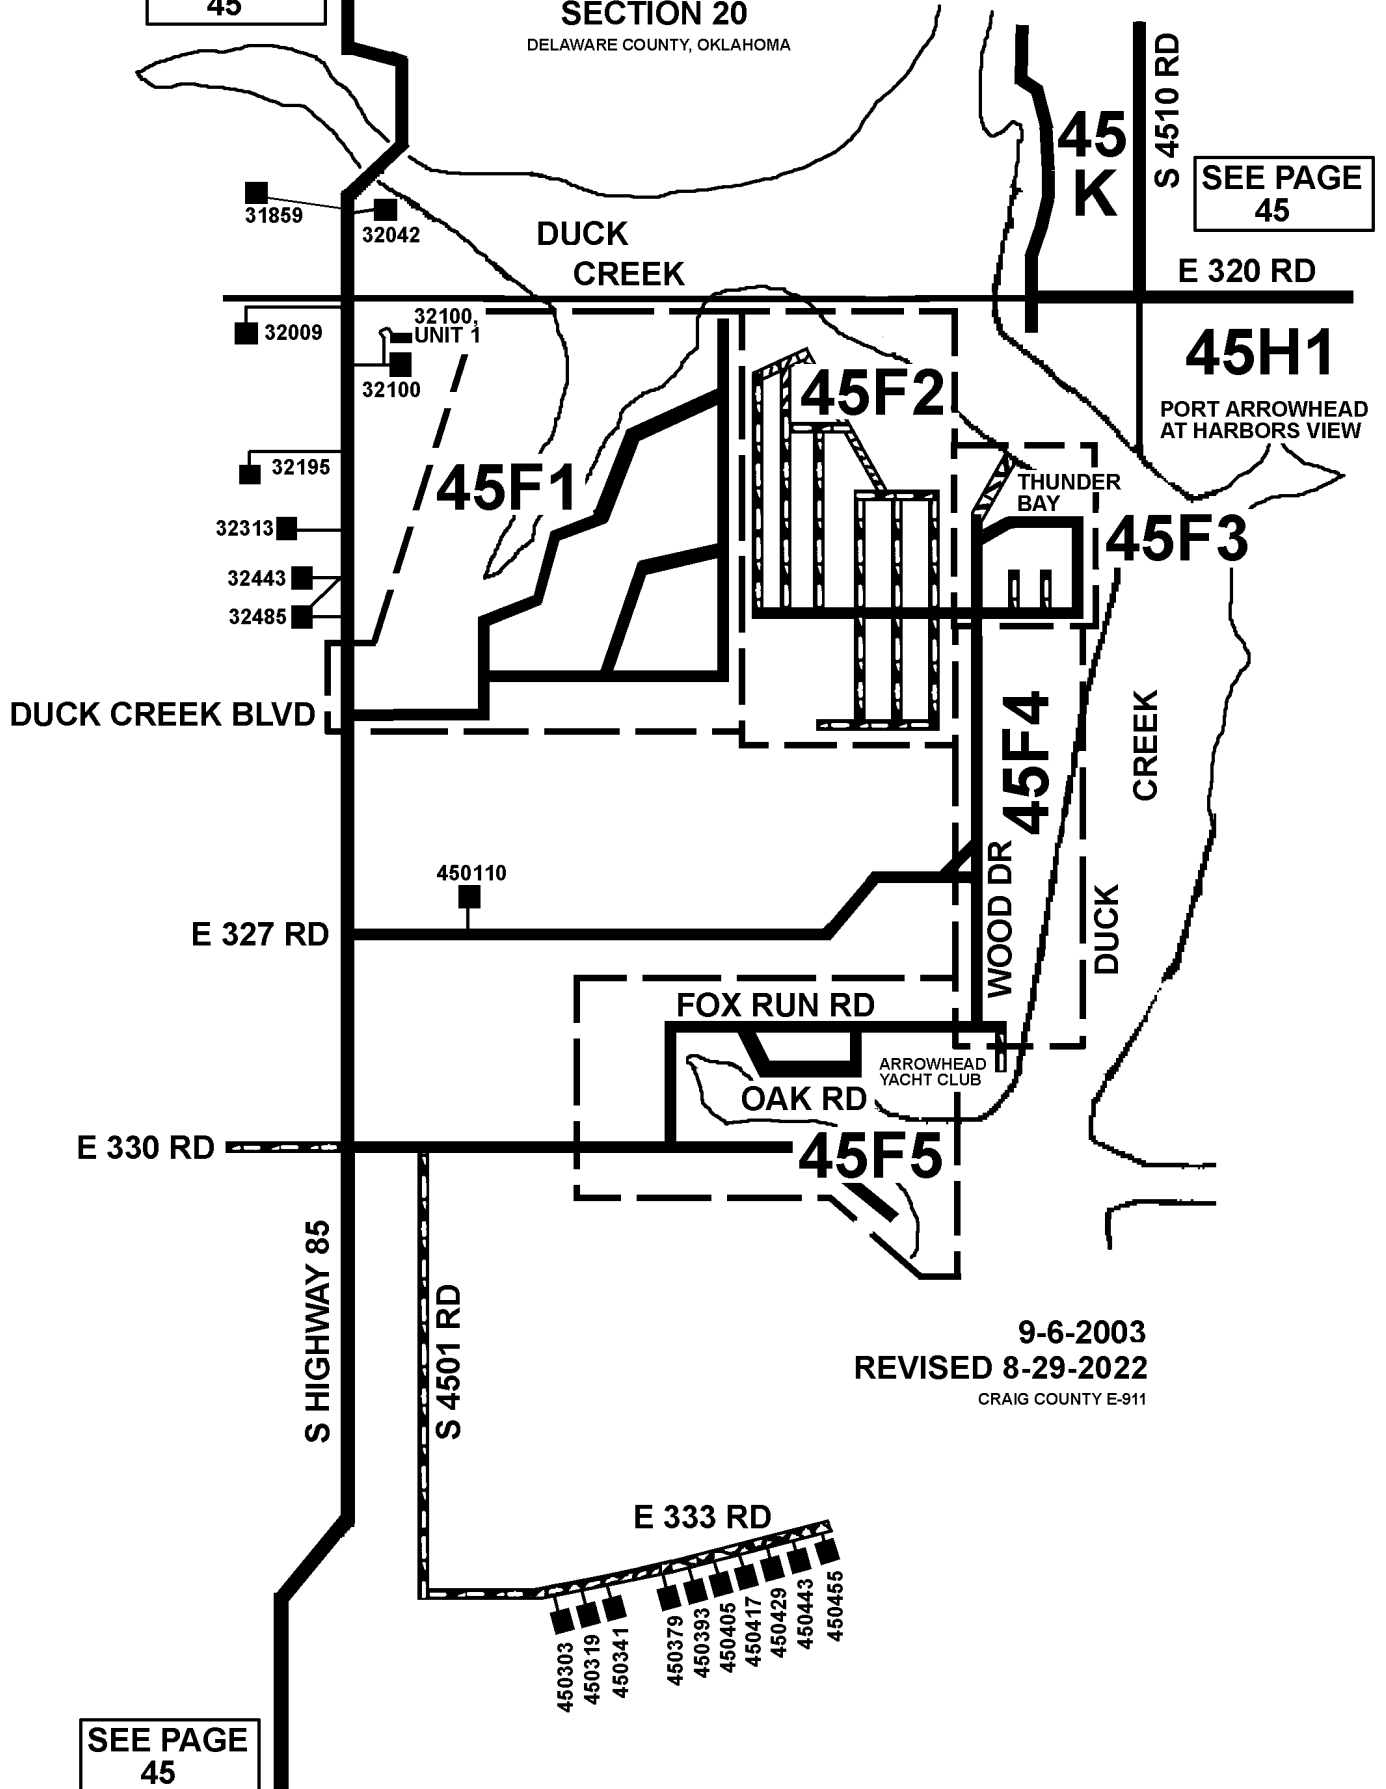 45
SECTION 20
DELAWARE COUNTY, OKLAHOMA
S 4510 RD
45
K
SEE PAGE
45
31859
32042
DUCK
CREEK
E 320 RD
32009
32100,
UNIT 1
32100
45H1
45F2
PORT ARROWHEAD
AT HARBORS VIEW
32195
45F1
THUNDER
BAY
32313
45F3
32443
32485
DUCK CREEK BLVD
45F4
CREEK
450110
WOOD DR
DUCK
E 327 RD
FOX RUN RD
ARROWHEAD
YACHT CLUB
OAK RD
E 330 RD
45F5
S HIGHWAY 85
S 4501 RD
9-6-2003
REVISED 8-29-2022
CRAIG COUNTY E-911
E 333 RD
450303
450319
450341
450379
450393
450405
450417
450429
450443
450455
SEE PAGE
45